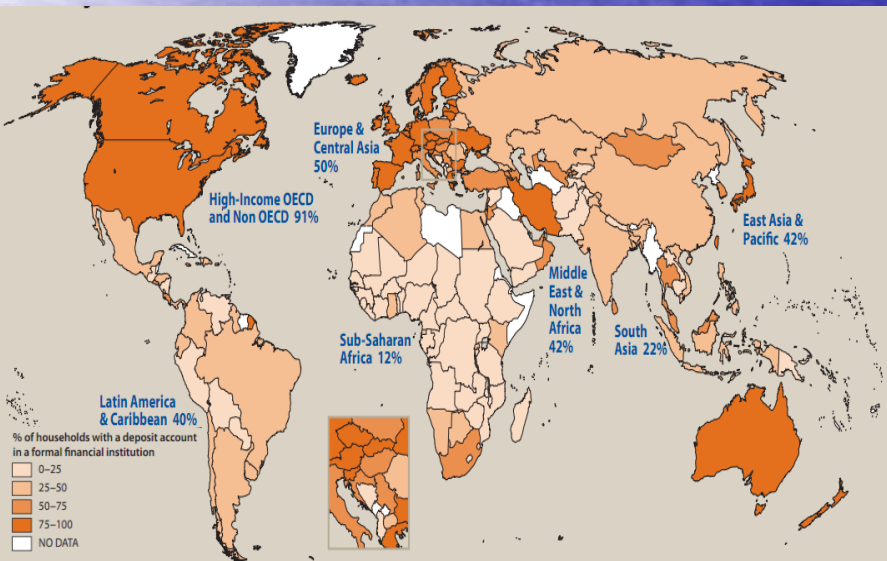 Europe &
Central Asia
50%
High-Income OECD
and Non OECD 91%
East Asia &
Pacific 42%
Middle
East &
North
Africa
42%
South
Asia 22%
Sub-Saharan
Africa 12%
Latin America
& Caribbean 40%
% of households with a deposit account
in a formal financial institution
0–25
25–50
50–75
75–100
NO DATA